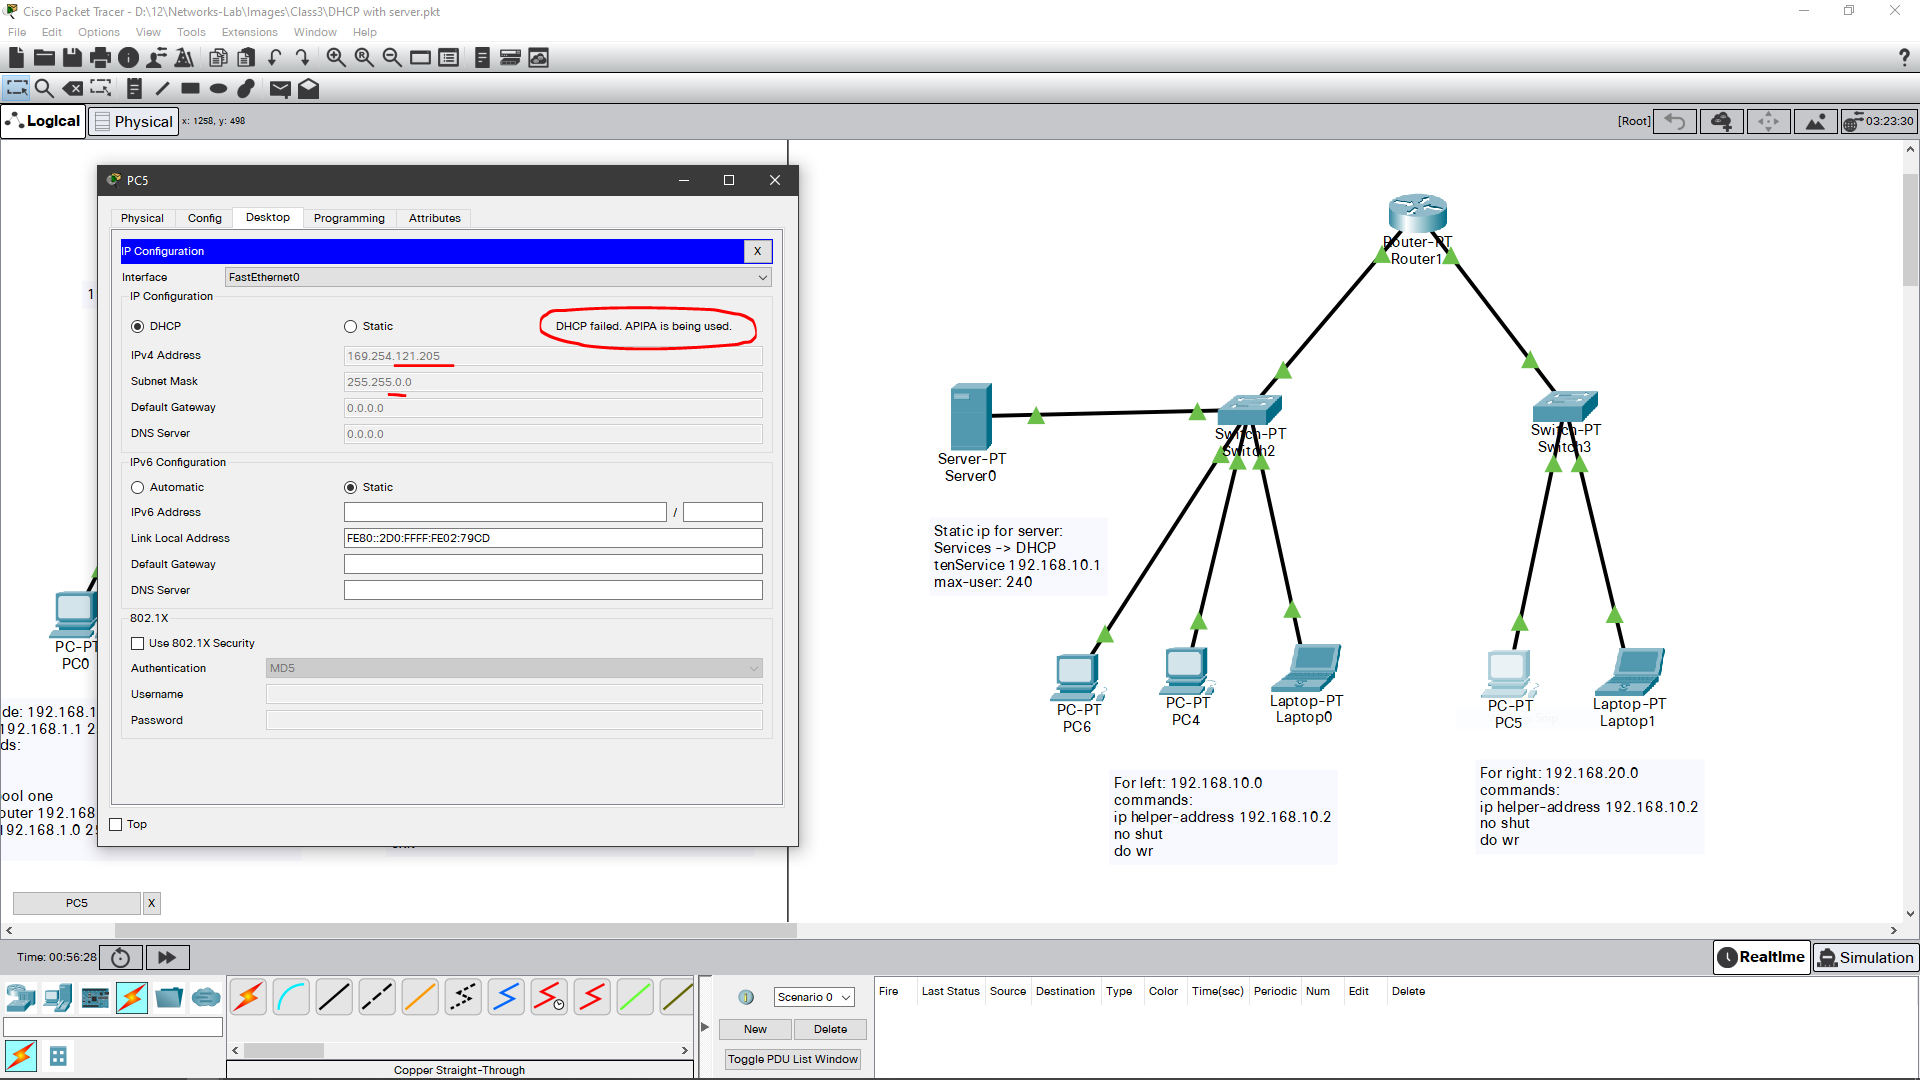 Cisco Packet Tracer - D:\12\Networks-Lab\Images\Class3\DHCP with server.pkt
File Edit Options View Tools Extensions Window Help
?
Logical Physical x: 1258, y: 498 [Root] 03:23:30
PC5
Physical Config Desktop Programming Attributes
IP Configuration X
Interface FastEthernet0
IP Configuration
DHCP Static DHCP failed. APIPA is being used.
IPv4 Address 169.254.121.205
Subnet Mask 255.255.0.0
Default Gateway 0.0.0.0
DNS Server 0.0.0.0
IPv6 Configuration
Automatic Static
IPv6 Address /
Link Local Address FE80::2D0:FFFF:FE02:79CD
Default Gateway
DNS Server
802.1X
Use 802.1X Security
Authentication MD5
Username
Password
Top
1
PC-PT
PC0
de: 192.168.1
192.168.1.1 2
ds:
ool one
outer 192.168
192.168.1.0 25
Router-PT
Router1
Server-PT
Server0
Switch-PT
Switch2
Switch-PT
Switch3
Static ip for server:
Services -> DHCP
tenService 192.168.10.1
max-user: 240
PC-PT
PC6
PC-PT
PC4
Laptop-PT
Laptop0
PC-PT
PC5
Laptop-PT
Laptop1
For left: 192.168.10.0
commands:
ip helper-address 192.168.10.2
no shut
do wr
For right: 192.168.20.0
commands:
ip helper-address 192.168.10.2
no shut
do wr
PC5 X
Time: 00:56:28 Realtime Simulation
Scenario 0
New Delete
Toggle PDU List Window
Fire Last Status Source Destination Type Color Time(sec) Periodic Num Edit Delete
Copper Straight-Through